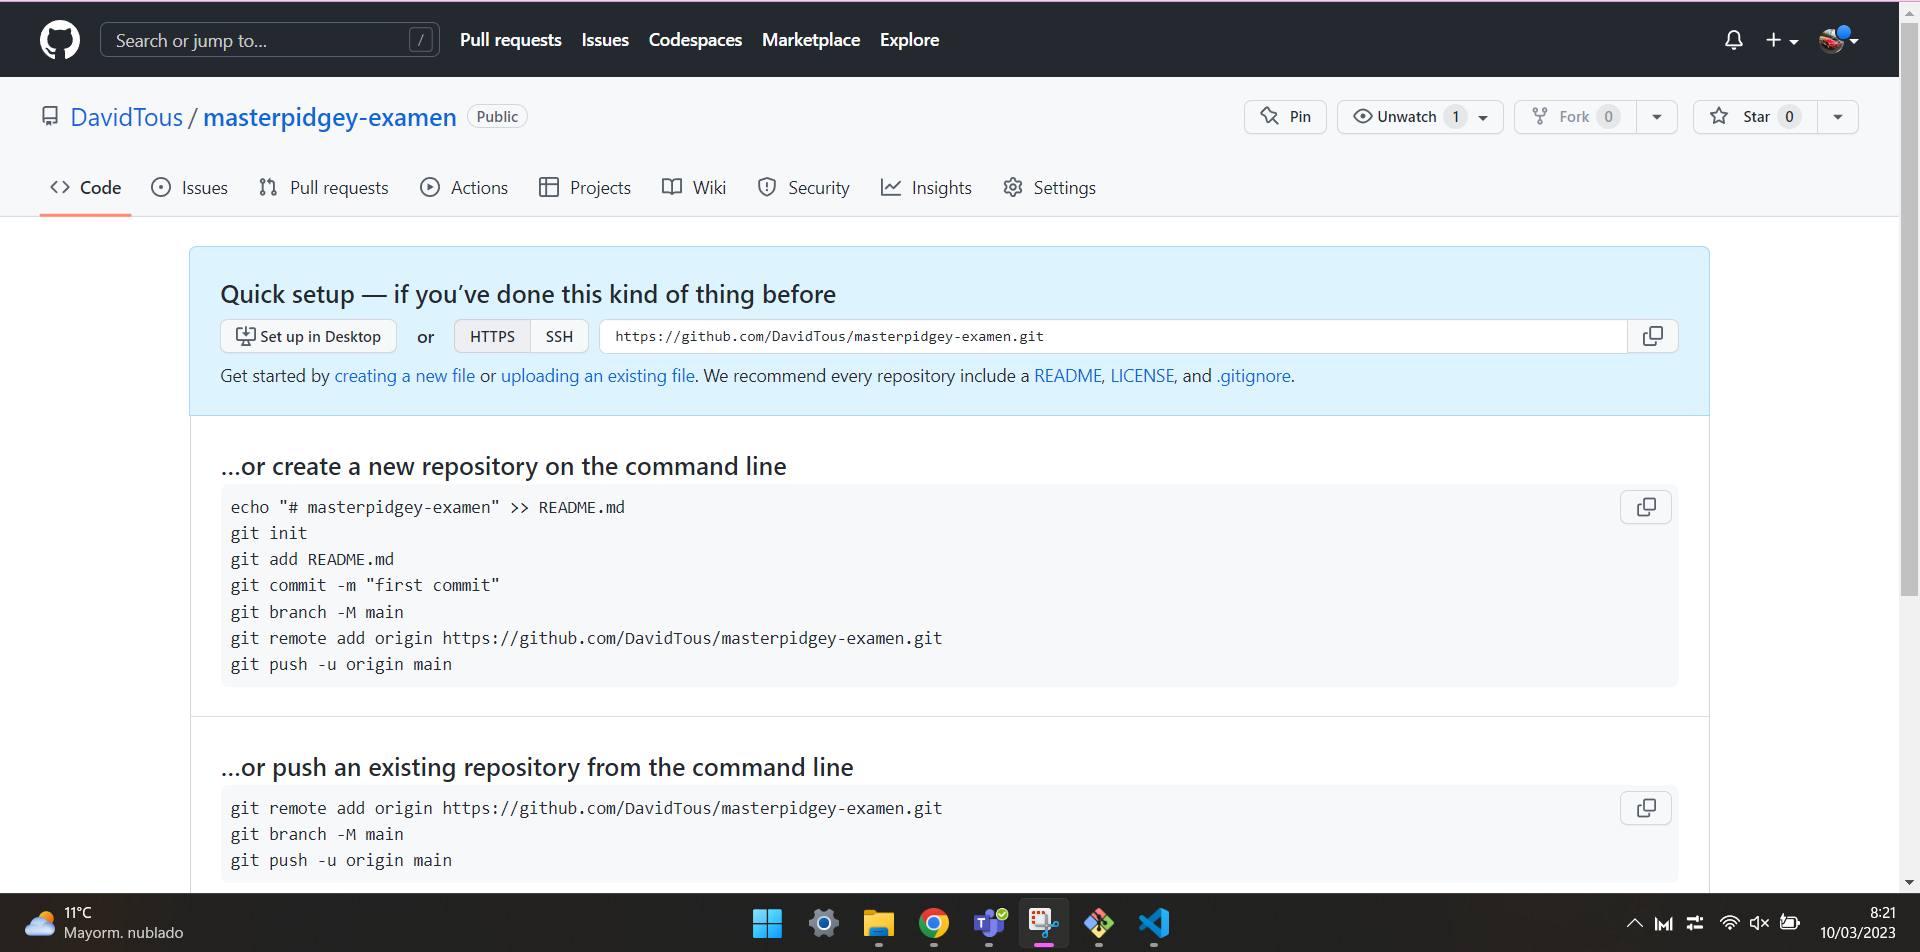 Search or jump to...
/
Pull requests
Issues
Codespaces
Marketplace
Explore
DavidTous / masterpidgey-examen
Public
Pin
Unwatch 1
Fork 0
Star 0
Code
Issues
Pull requests
Actions
Projects
Wiki
Security
Insights
Settings
Quick setup — if you’ve done this kind of thing before
Set up in Desktop
or
HTTPS
SSH
https://github.com/DavidTous/masterpidgey-examen.git
Get started by creating a new file or uploading an existing file. We recommend every repository include a README, LICENSE, and .gitignore.
…or create a new repository on the command line
echo "# masterpidgey-examen" >> README.md
git init
git add README.md
git commit -m "first commit"
git branch -M main
git remote add origin https://github.com/DavidTous/masterpidgey-examen.git
git push -u origin main
…or push an existing repository from the command line
git remote add origin https://github.com/DavidTous/masterpidgey-examen.git
git branch -M main
git push -u origin main
11°C
Mayorm. nublado
8:21
10/03/2023